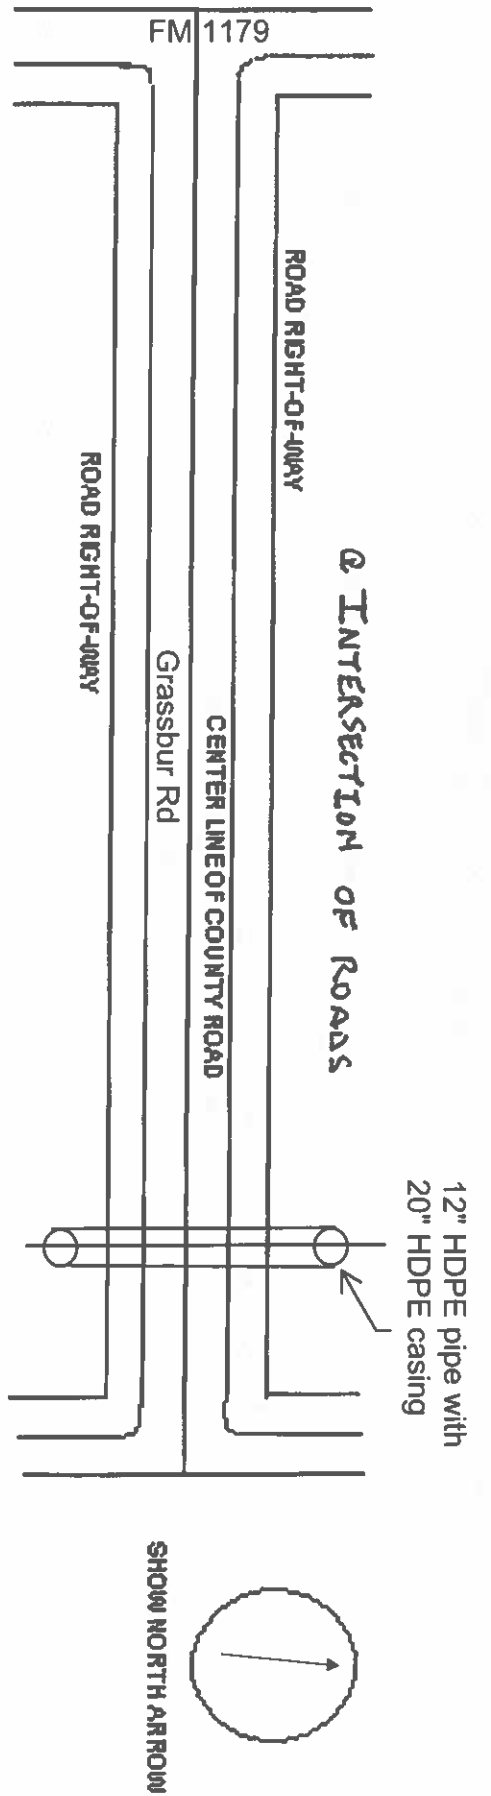 FM 1179
ROAD RIGHT-OF-WAY
ROAD RIGHT-OF-WAY
@ INTERSECTION OF ROADS
Grassbur Rd
CENTER LINE OF COUNTY ROAD
12" HDPE pipe with
20" HDPE casing
SHOW NORTH ARROW